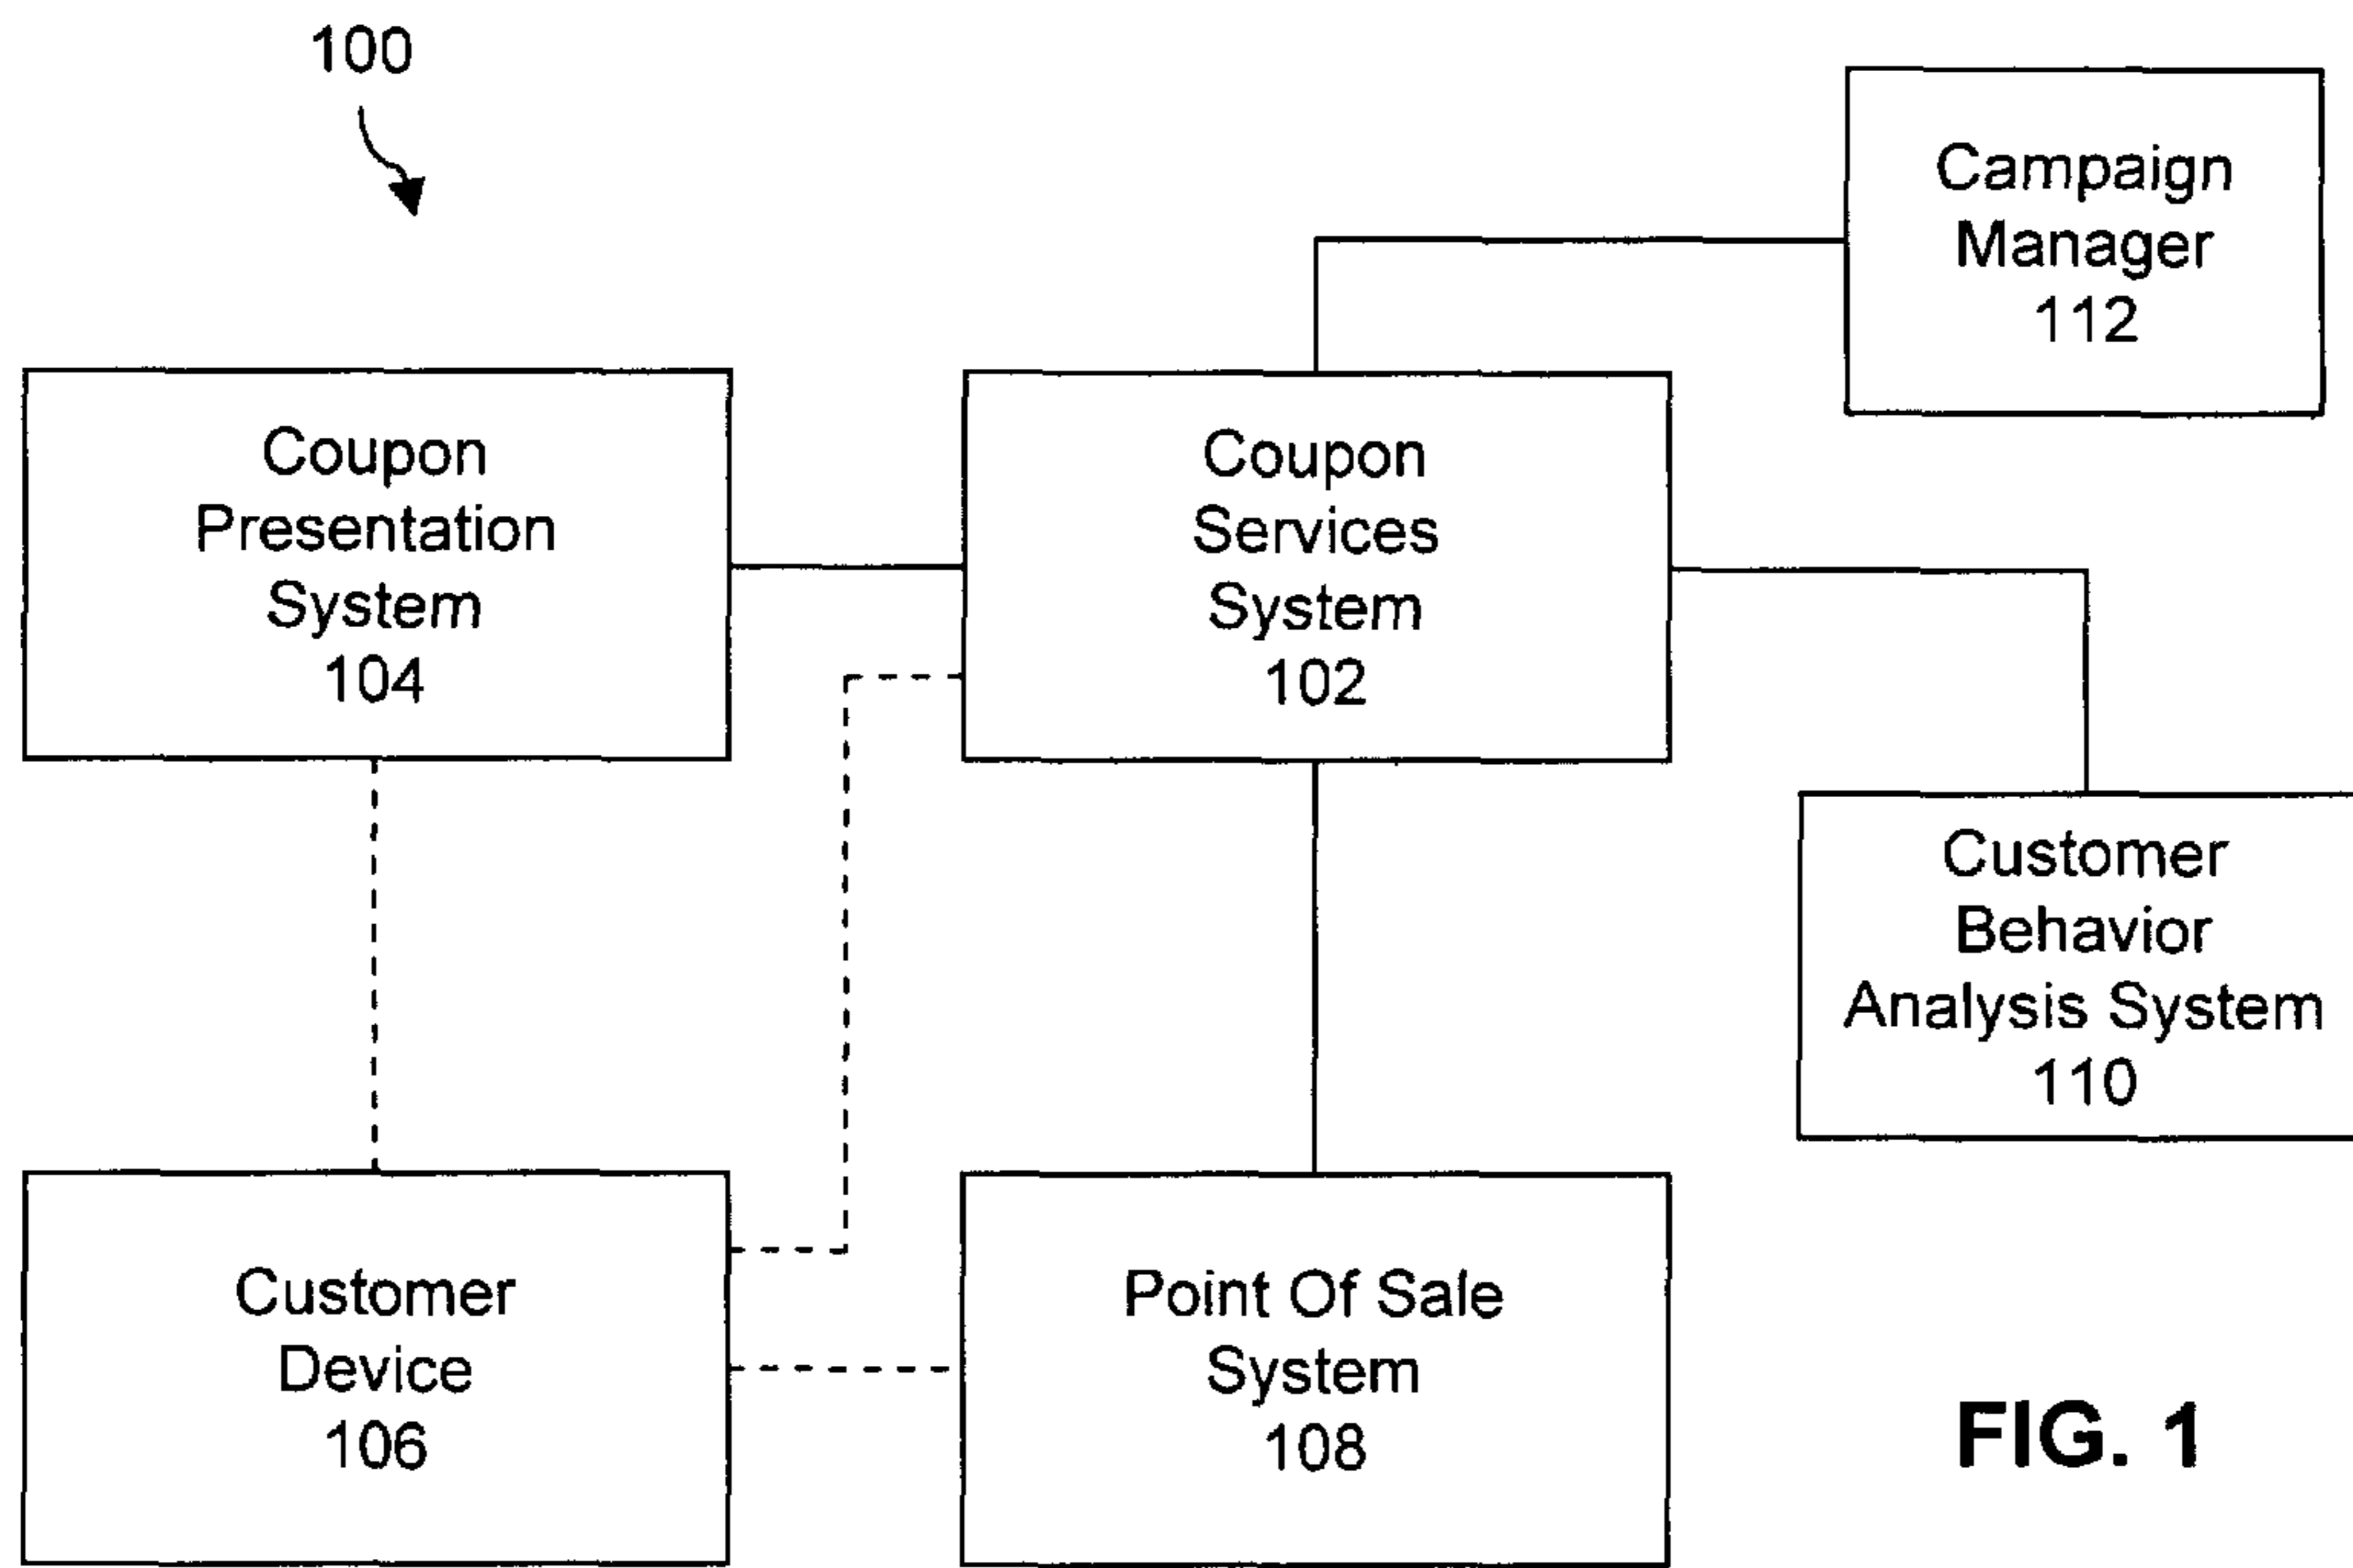 100
Campaign
Manager
112
Coupon
Presentation
System
104
Coupon
Services
System
102
Customer
Behavior
Analysis System
110
Customer
Device
106
Point Of Sale
System
108
FIG. 1